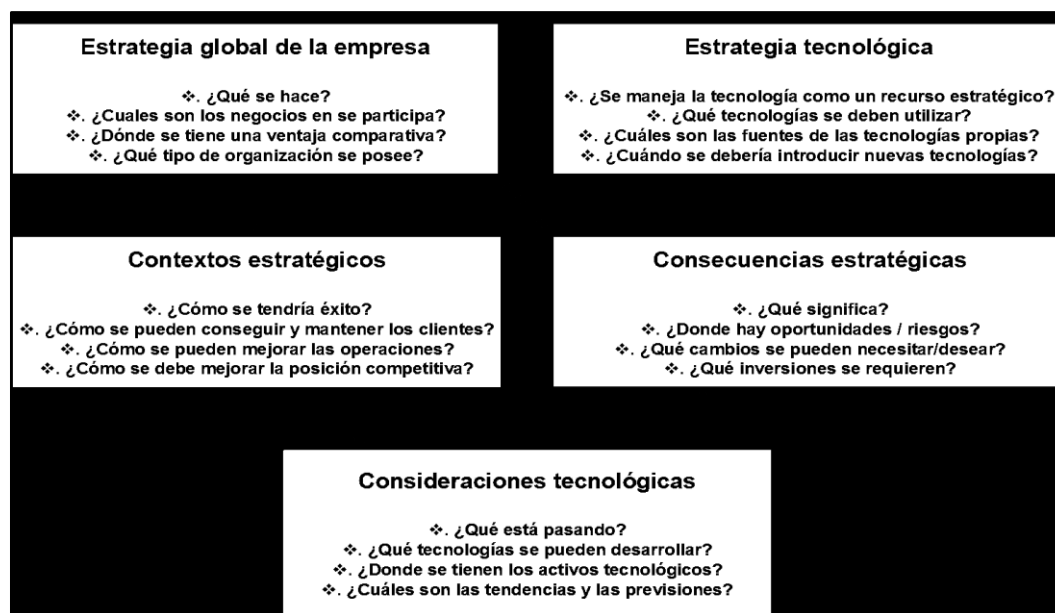 Estrategia global de la empresa
❖. ¿Qué se hace?
❖. ¿Cuales son los negocios en se participa?
❖. ¿Dónde se tiene una ventaja comparativa?
❖. ¿Qué tipo de organización se posee?
Estrategia tecnológica
❖. ¿Se maneja la tecnología como un recurso estratégico?
❖. ¿Qué tecnologías se deben utilizar?
❖. ¿Cuáles son las fuentes de las tecnologías propias?
❖. ¿Cuándo se debería introducir nuevas tecnologías?
Contextos estratégicos
❖. ¿Cómo se tendría éxito?
❖. ¿Cómo se pueden conseguir y mantener los clientes?
❖. ¿Cómo se pueden mejorar las operaciones?
❖. ¿Cómo se debe mejorar la posición competitiva?
Consecuencias estratégicas
❖. ¿Qué significa?
❖. ¿Donde hay oportunidades / riesgos?
❖. ¿Qué cambios se pueden necesitar/desear?
❖. ¿Qué inversiones se requieren?
Consideraciones tecnológicas
❖. ¿Qué está pasando?
❖. ¿Qué tecnologías se pueden desarrollar?
❖. ¿Donde se tienen los activos tecnológicos?
❖. ¿Cuáles son las tendencias y las previsiones?